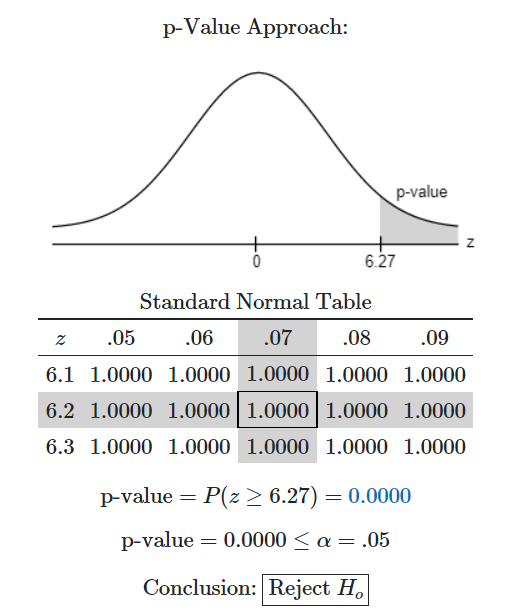 p-Value Approach:
p-value
z
0 6.27
Standard Normal Table
z .05 .06 .07 .08 .09
6.1 1.0000 1.0000 1.0000 1.0000 1.0000
6.2 1.0000 1.0000 1.0000 1.0000 1.0000
6.3 1.0000 1.0000 1.0000 1.0000 1.0000
p-value = P(z ≥ 6.27) = 0.0000
p-value = 0.0000 ≤ α = .05
Conclusion: Reject Hₒ